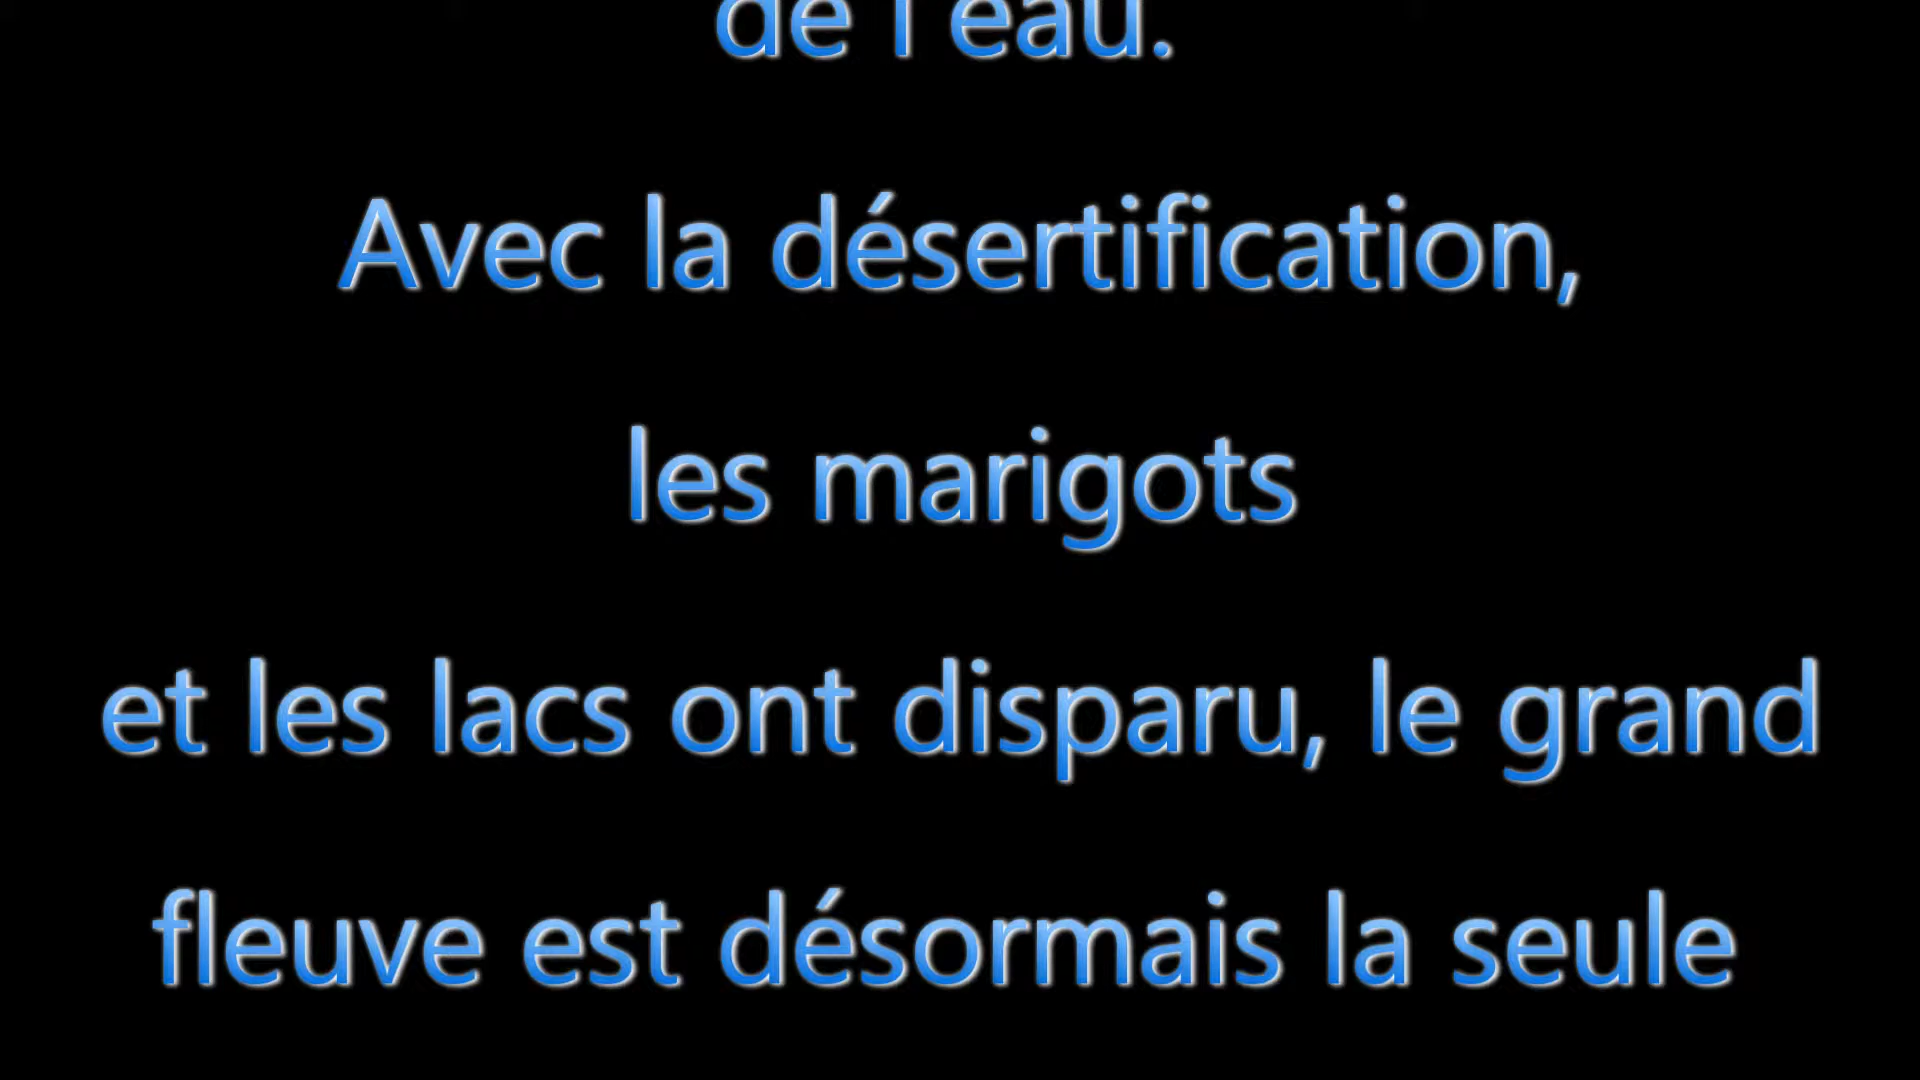 de l'eau.
Avec la désertification,
les marigots
et les lacs ont disparu, le grand
fleuve est désormais la seule